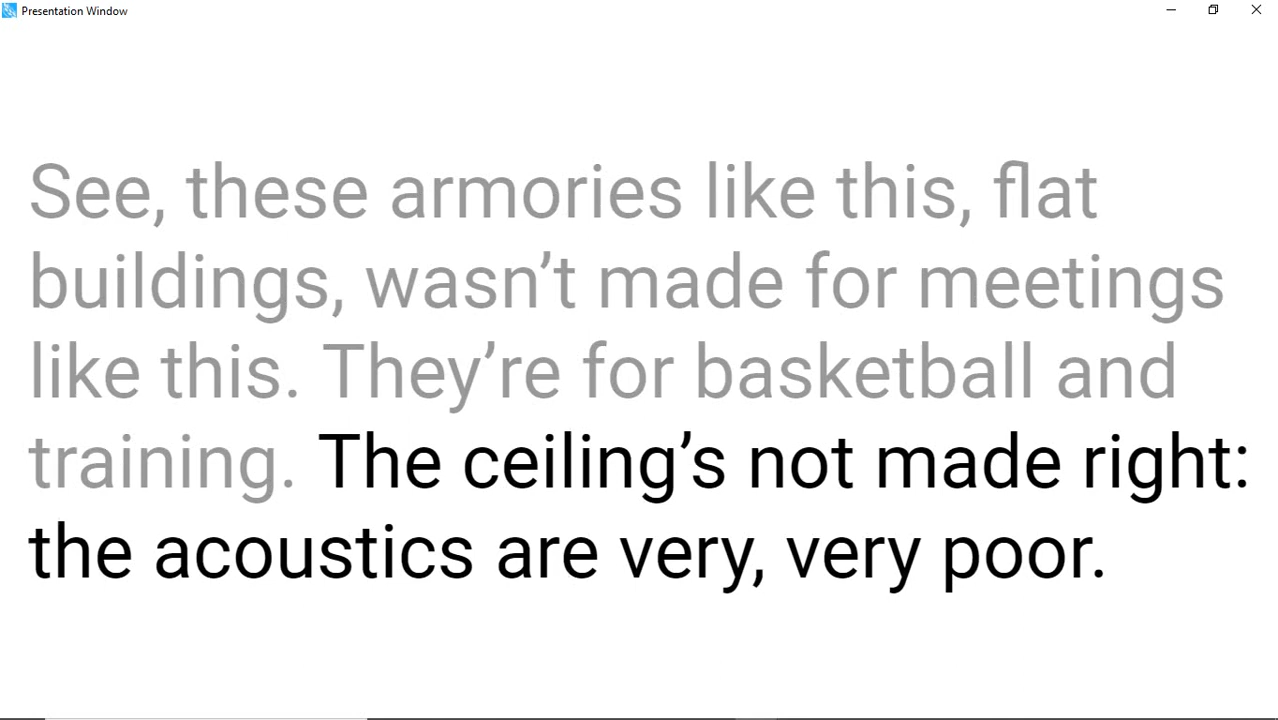 Presentation Window
See, these armories like this, flat
buildings, wasn’t made for meetings
like this. They’re for basketball and
training. The ceiling’s not made right:
the acoustics are very, very poor.